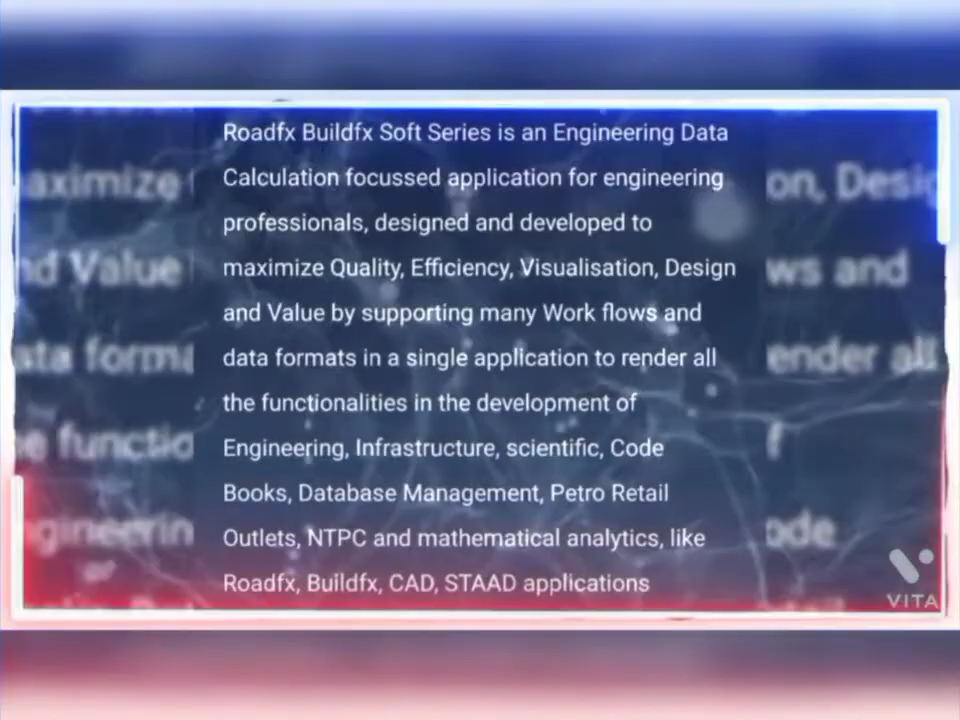 Roadfx Buildfx Soft Series is an Engineering Data
Calculation focussed application for engineering
professionals, designed and developed to
maximize Quality, Efficiency, Visualisation, Design
and Value by supporting many Work flows and
data formats in a single application to render all
the functionalities in the development of
Engineering, Infrastructure, scientific, Code
Books, Database Management, Petro Retail
Outlets, NTPC and mathematical analytics, like
Roadfx, Buildfx, CAD, STAAD applications
VITA